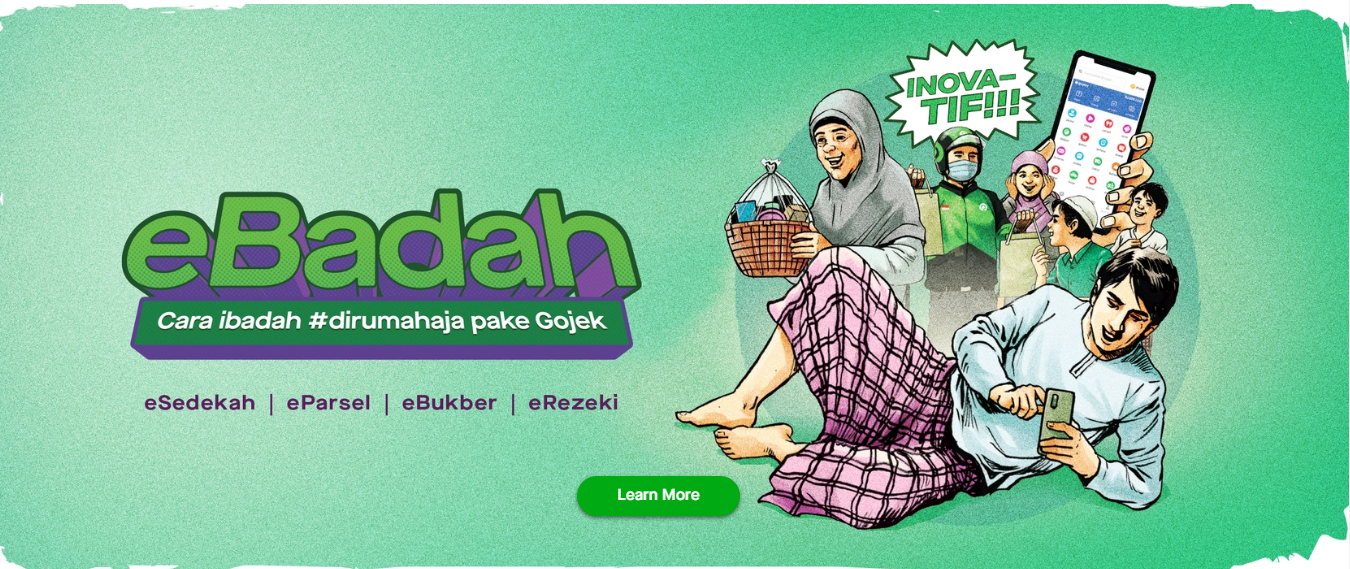 INOVA-
TIF!!!
eBadah
Cara ibadah #dirumahaja pake Gojek
eSedekah | eParsel | eBukber | eRezeki
Learn More